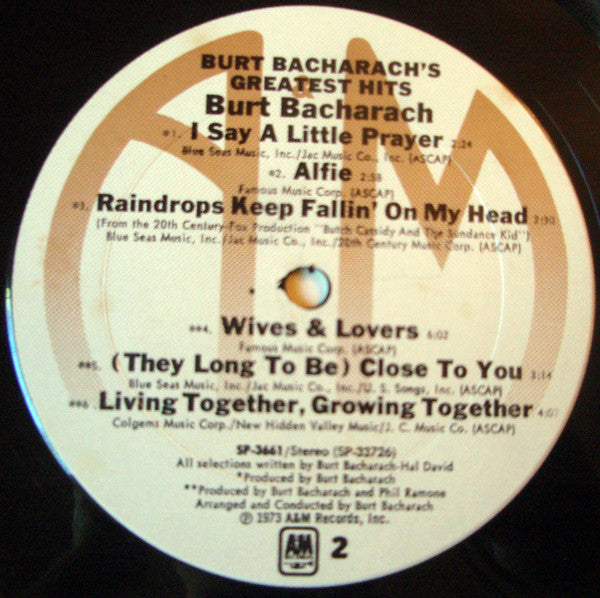 BURT BACHARACH'S
GREATEST HITS
Burt Bacharach
*1. I Say A Little Prayer 2:24
Blue Seas Music, Inc./Jac Music Co., Inc. (ASCAP)
*2. Alfie 2:58
Famous Music Corp. (ASCAP)
*3. Raindrops Keep Fallin' On My Head 2:30
(From the 20th Century-Fox Production "Butch Cassidy And The Sundance Kid")
Blue Seas Music, Inc./Jac Music Co., Inc./20th Century Music Corp. (ASCAP)
**4. Wives & Lovers 6:02
Famous Music Corp. (ASCAP)
**5. (They Long To Be) Close To You 3:14
Blue Seas Music, Inc./Jac Music Co., Inc./U. S. Songs, Inc. (ASCAP)
**6. Living Together, Growing Together 4:07
Colgems Music Corp./New Hidden Valley Music/J. C. Music Co. (ASCAP)
SP-3661/Stereo (SP-33726)
All selections written by Burt Bacharach-Hal David
*Produced by Burt Bacharach
**Produced by Burt Bacharach and Phil Ramone
Arranged and Conducted by Burt Bacharach
℗ 1973 A&M Records, Inc.
A&M RECORDS 2